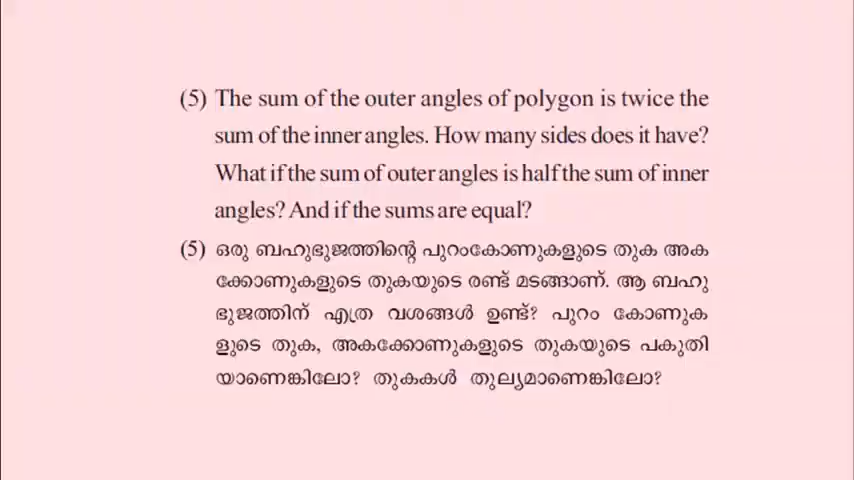 (5) The sum of the outer angles of polygon is twice the
sum of the inner angles. How many sides does it have?
What if the sum of outer angles is half the sum of inner
angles? And if the sums are equal?
(5) ഒരു ബഹുഭുജത്തിന്റെ പുറംകോണുകളുടെ തുക അക
ക്കോണുകളുടെ തുകയുടെ രണ്ട് മടങ്ങാണ്. ആ ബഹു
ഭുജത്തിന് എത്ര വശങ്ങൾ ഉണ്ട്? പുറം കോണുക
ളുടെ തുക, അകക്കോണുകളുടെ തുകയുടെ പകുതി
യാണെങ്കിലോ? തുകകൾ തുല്യമാണെങ്കിലോ?